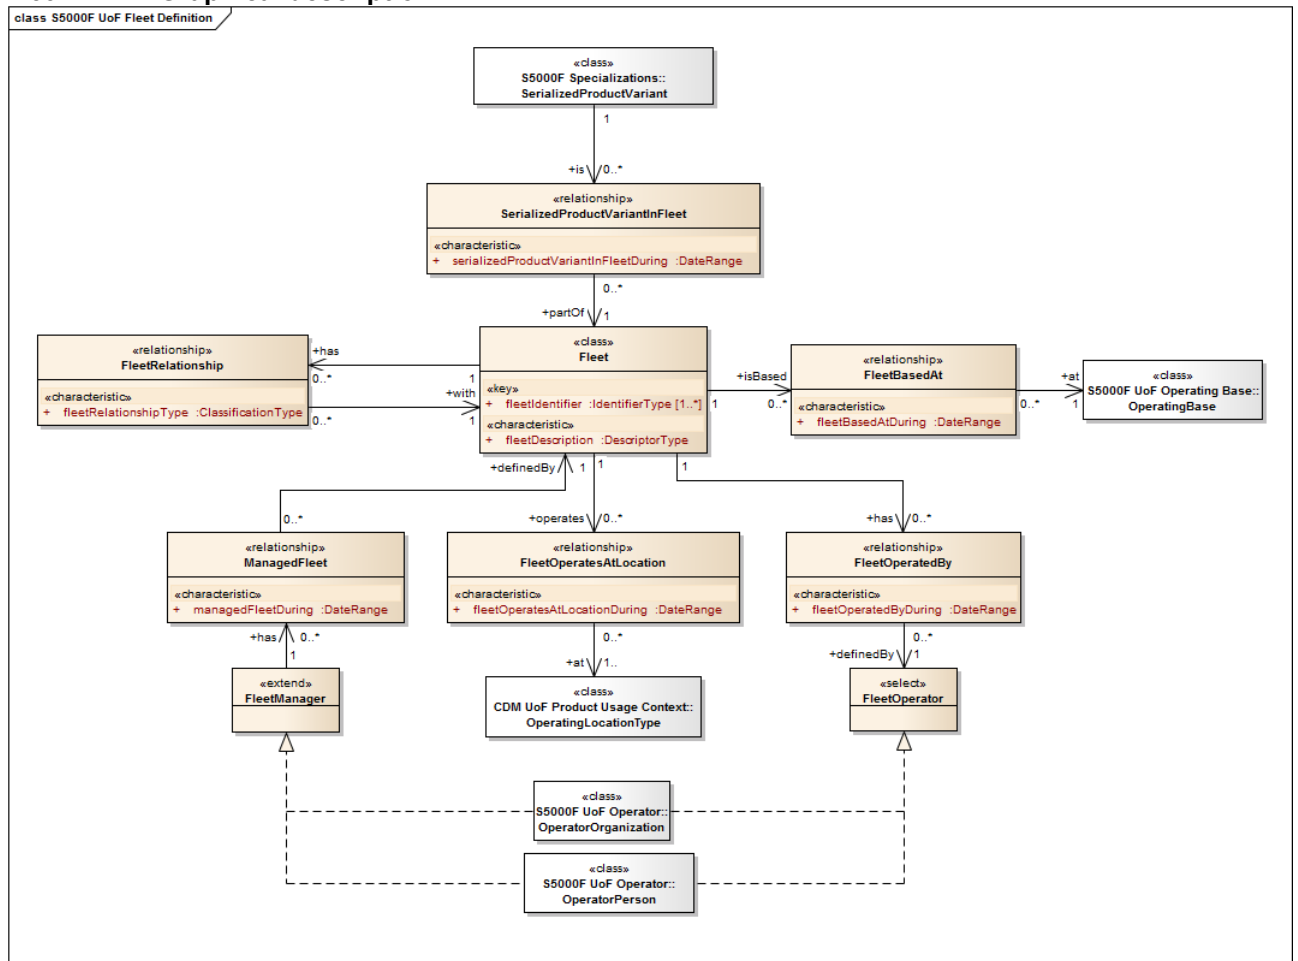 class S5000F UoF Fleet Definition
«class»
S5000F Specializations::
SerializedProductVariant
1
+is
0..*
«relationship»
SerializedProductVariantInFleet
«characteristic»
+ serializedProductVariantInFleetDuring :DateRange
0..*
+partOf
1
«relationship»
FleetRelationship
«characteristic»
+ fleetRelationshipType :ClassificationType
+has
0..*
1
+with
0..*
1
«class»
Fleet
«key»
+ fleetIdentifier :IdentifierType [1..*]
«characteristic»
+ fleetDescription :DescriptorType
+isBased
1
0..*
«relationship»
FleetBasedAt
«characteristic»
+ fleetBasedAtDuring :DateRange
+at
0..*
1
«class»
S5000F UoF Operating Base::
OperatingBase
+definedBy
1
1
1
0..*
+operates
0..*
+has
0..*
«relationship»
ManagedFleet
«characteristic»
+ managedFleetDuring :DateRange
«relationship»
FleetOperatesAtLocation
«characteristic»
+ fleetOperatesAtLocationDuring :DateRange
«relationship»
FleetOperatedBy
«characteristic»
+ fleetOperatedByDuring :DateRange
+has
0..*
1
0..*
+at
1..
0..*
+definedBy
1
«extend»
FleetManager
«class»
CDM UoF Product Usage Context::
OperatingLocationType
«select»
FleetOperator
«class»
S5000F UoF Operator::
OperatorOrganization
«class»
S5000F UoF Operator::
OperatorPerson